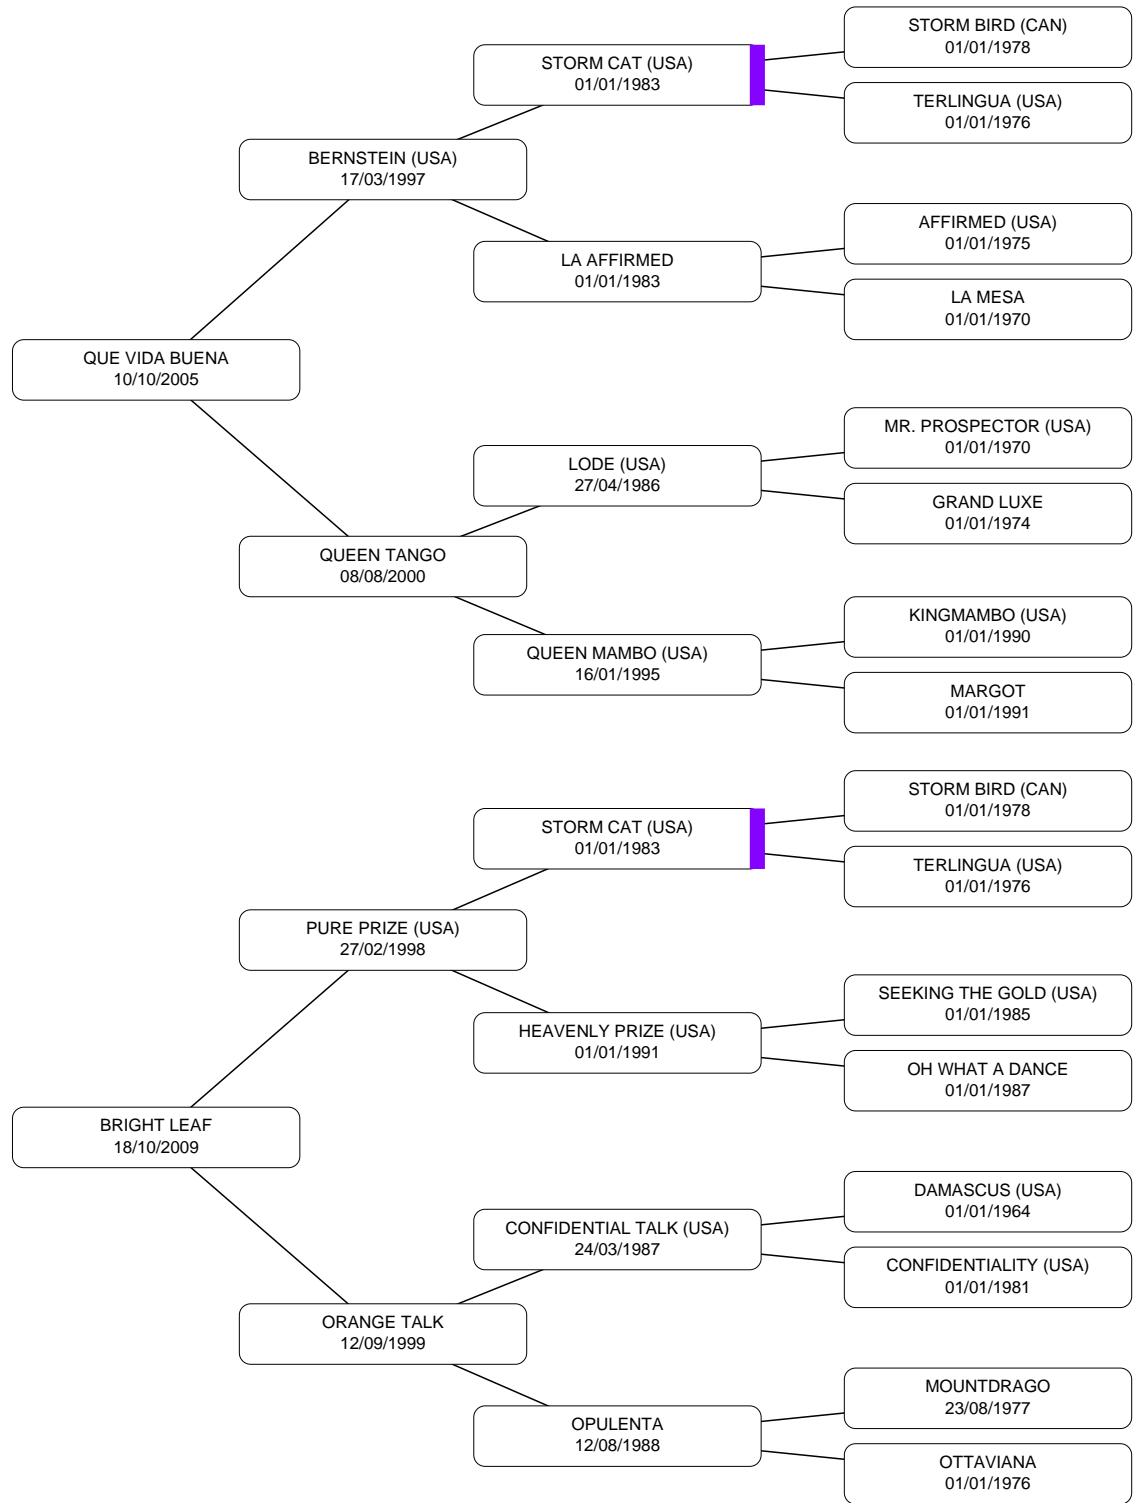 STORM BIRD (CAN)
01/01/1978
STORM CAT (USA)
01/01/1983
TERLINGUA (USA)
01/01/1976
BERNSTEIN (USA)
17/03/1997
AFFIRMED (USA)
01/01/1975
LA AFFIRMED
01/01/1983
LA MESA
01/01/1970
QUE VIDA BUENA
10/10/2005
MR. PROSPECTOR (USA)
01/01/1970
LODE (USA)
27/04/1986
GRAND LUXE
01/01/1974
QUEEN TANGO
08/08/2000
KINGMAMBO (USA)
01/01/1990
QUEEN MAMBO (USA)
16/01/1995
MARGOT
01/01/1991
STORM BIRD (CAN)
01/01/1978
STORM CAT (USA)
01/01/1983
TERLINGUA (USA)
01/01/1976
PURE PRIZE (USA)
27/02/1998
SEEKING THE GOLD (USA)
01/01/1985
HEAVENLY PRIZE (USA)
01/01/1991
OH WHAT A DANCE
01/01/1987
BRIGHT LEAF
18/10/2009
DAMASCUS (USA)
01/01/1964
CONFIDENTIAL TALK (USA)
24/03/1987
CONFIDENTIALITY (USA)
01/01/1981
ORANGE TALK
12/09/1999
MOUNTDRAGO
23/08/1977
OPULENTA
12/08/1988
OTTAVIANA
01/01/1976